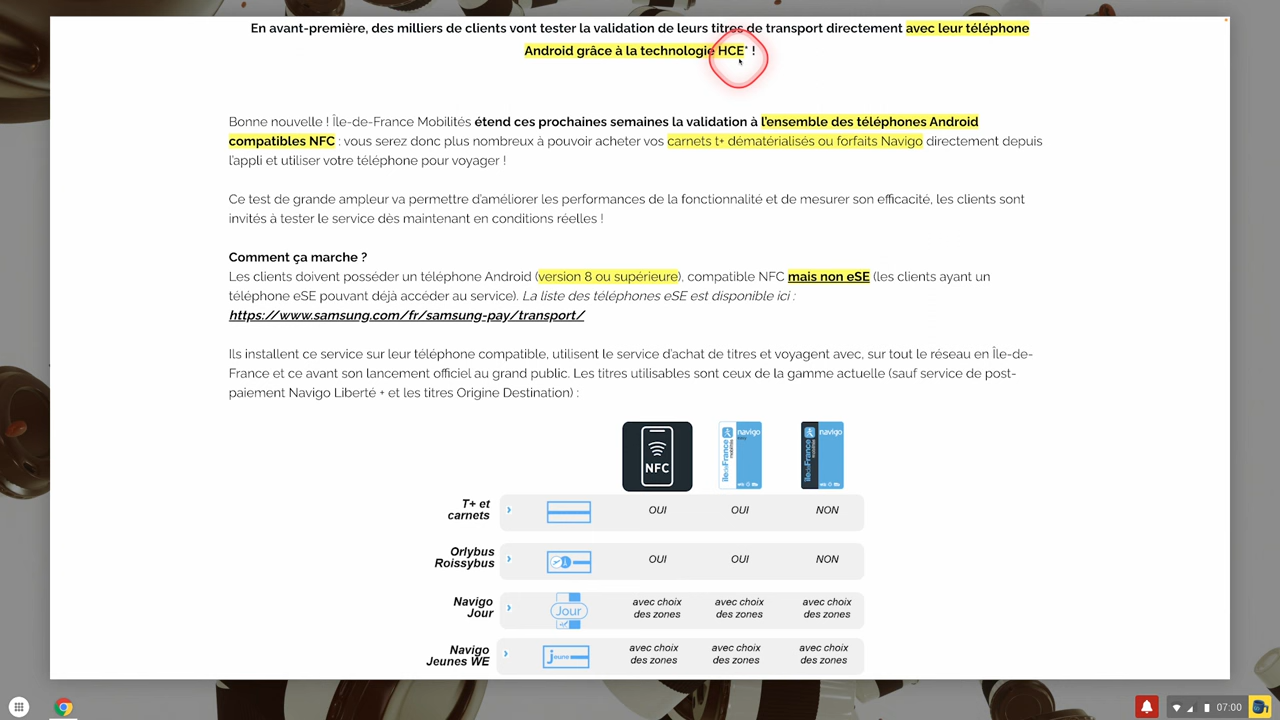 En avant-première, des milliers de clients vont tester la validation de leurs titres de transport directement avec leur téléphone
Android grâce à la technologie HCE* !
Bonne nouvelle ! Île-de-France Mobilités étend ces prochaines semaines la validation à l'ensemble des téléphones Android
compatibles NFC : vous serez donc plus nombreux à pouvoir acheter vos carnets t+ dématérialisés ou forfaits Navigo directement depuis
l'appli et utiliser votre téléphone pour voyager !
Ce test de grande ampleur va permettre d'améliorer les performances de la fonctionnalité et de mesurer son efficacité, les clients sont
invités à tester le service dès maintenant en conditions réelles !
Comment ça marche ?
Les clients doivent posséder un téléphone Android (version 8 ou supérieure), compatible NFC mais non eSE (les clients ayant un
téléphone eSE pouvant déjà accéder au service). La liste des téléphones eSE est disponible ici :
https://www.samsung.com/fr/samsung-pay/transport/
Ils installent ce service sur leur téléphone compatible, utilisent le service d'achat de titres et voyagent avec, sur tout le réseau en Île-de-
France et ce avant son lancement officiel au grand public. Les titres utilisables sont ceux de la gamme actuelle (sauf service de post-
paiement Navigo Liberté + et les titres Origine Destination) :
NFC
île de France
mobilités
navigo
easy
île de France
mobilités
navigo
T+ et
carnets
OUI OUI NON
Orlybus
Roissybus
OUI OUI NON
Navigo
Jour
Jour
avec choix
des zones
avec choix
des zones
avec choix
des zones
Navigo
Jeunes WE
jeune
avec choix
des zones
avec choix
des zones
avec choix
des zones
07:00